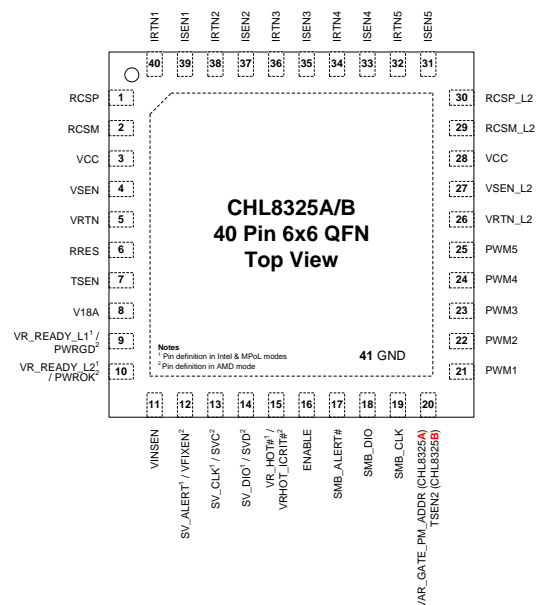 IRTN1
ISEN1
IRTN2
ISEN2
IRTN3
ISEN3
IRTN4
ISEN4
IRTN5
ISEN5
40
39
38
37
36
35
34
33
32
31
RCSP 1
RCSM 2
VCC 3
VSEN 4
VRTN 5
RRES 6
TSEN 7
V18A 8
VR_READY_L1¹ /
PWRGD² 9
VR_READY_L2¹
/ PWROK² 10
30 RCSP_L2
29 RCSM_L2
28 VCC
27 VSEN_L2
26 VRTN_L2
25 PWM5
24 PWM4
23 PWM3
22 PWM2
21 PWM1
CHL8325A/B
40 Pin 6x6 QFN
Top View
Notes
¹ Pin definition in Intel & MPoL modes
² Pin definition in AMD mode
41 GND
11
12
13
14
15
16
17
18
19
20
VINSEN
SV_ALERT¹ / VFIXEN²
SV_CLK¹ / SVC²
SV_DIO¹ / SVD²
VR_HOT#¹ /
VRHOT_ICRIT#²
ENABLE
SMB_ALERT#
SMB_DIO
SMB_CLK
/AR_GATE_PM_ADDR (CHL8325A)
TSEN2 (CHL8325B)